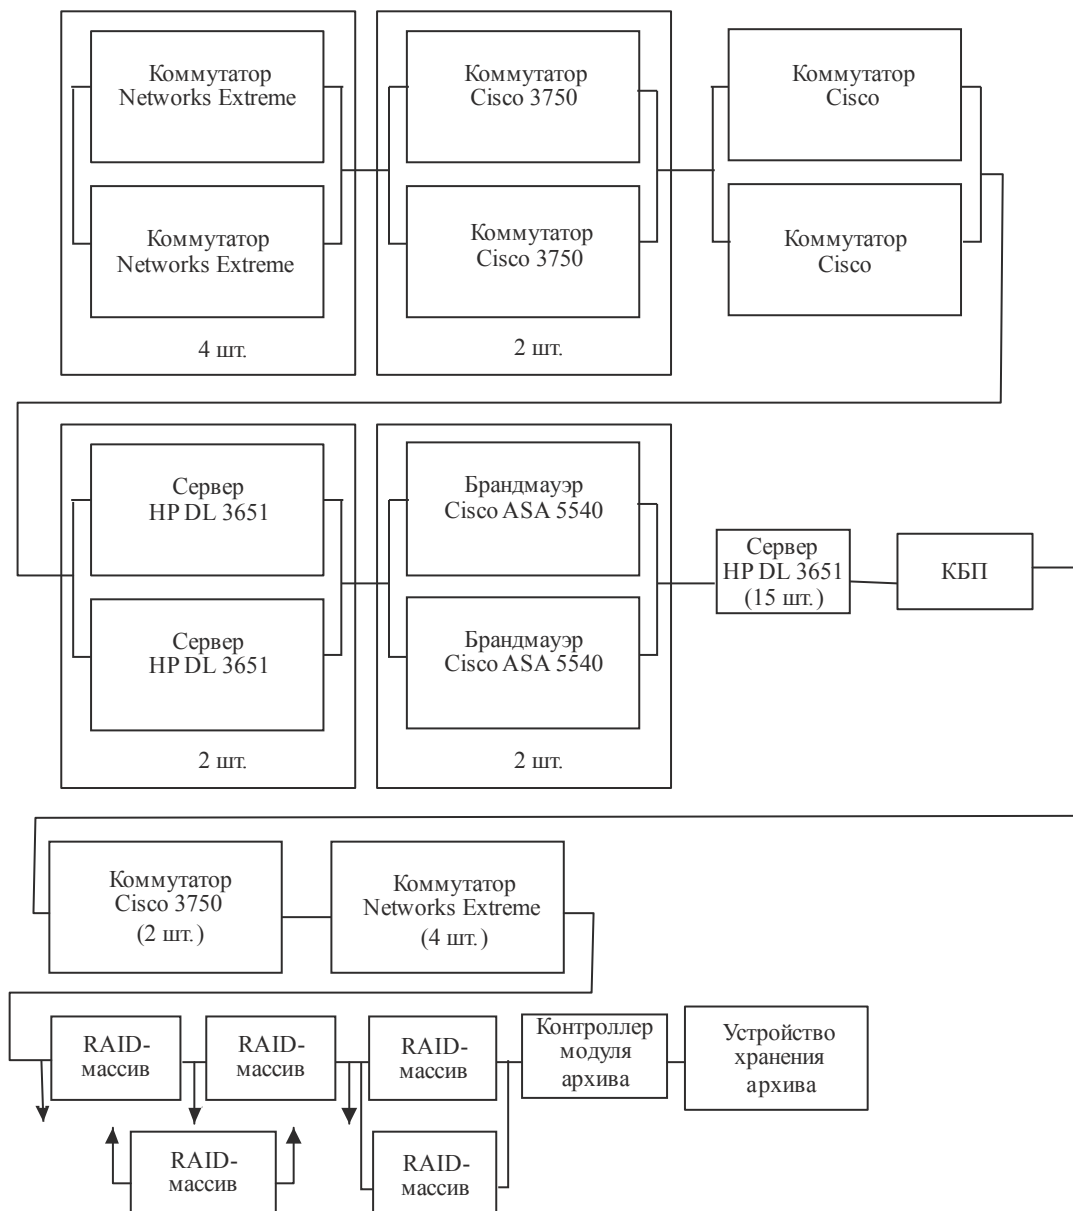 Коммутатор
Networks Extreme
Коммутатор
Networks Extreme
4 шт.
Коммутатор
Cisco 3750
Коммутатор
Cisco 3750
2 шт.
Коммутатор
Cisco
Коммутатор
Cisco
Сервер
HP DL 3651
Сервер
HP DL 3651
2 шт.
Брандмауэр
Cisco ASA 5540
Брандмауэр
Cisco ASA 5540
2 шт.
Сервер
HP DL 3651
(15 шт.)
КБП
Коммутатор
Cisco 3750
(2 шт.)
Коммутатор
Networks Extreme
(4 шт.)
RAID-
массив
RAID-
массив
RAID-
массив
Контроллер
модуля
архива
Устройство
хранения
архива
RAID-
массив
RAID-
массив